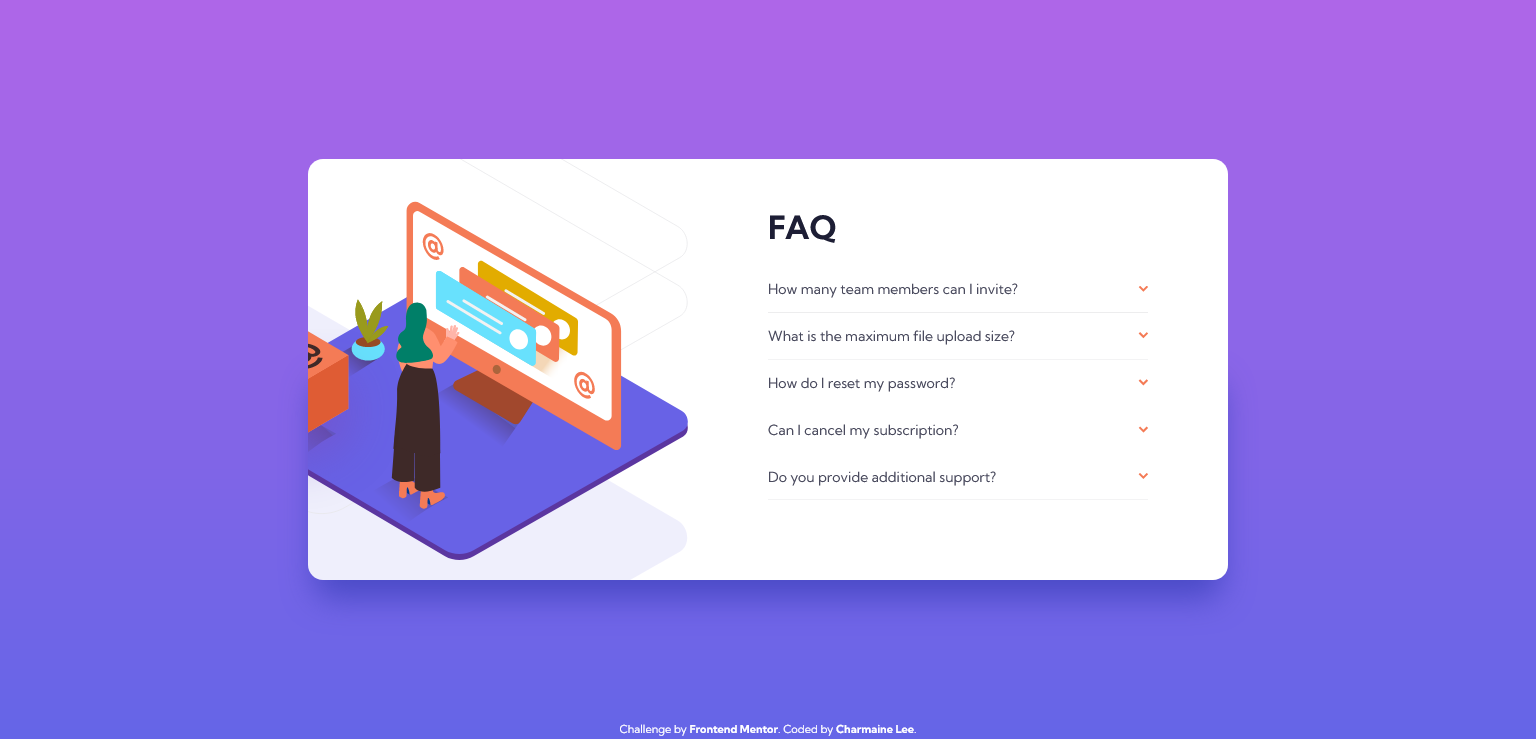 FAQ
How many team members can I invite?
What is the maximum file upload size?
How do I reset my password?
Can I cancel my subscription?
Do you provide additional support?
@
@
@
Challenge by Frontend Mentor. Coded by Charmaine Lee.